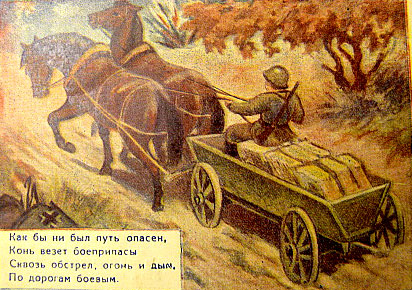 Как бы ни был путь опасен,
Конь везет боеприпасы
Сквозь обстрел, огонь и дым,
По дорогам боевым.